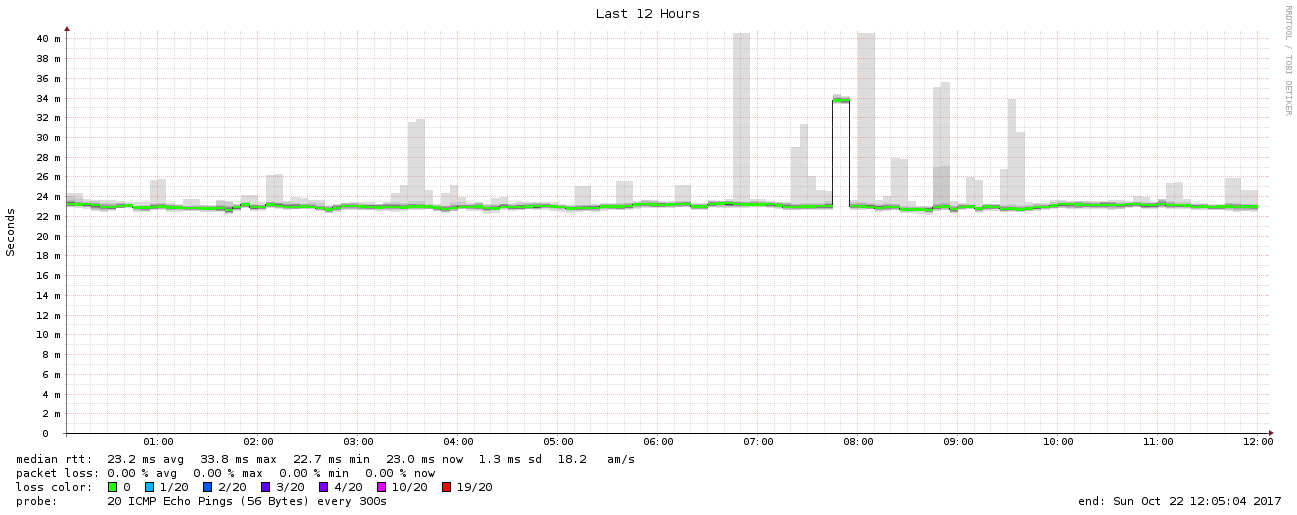 Last 12 Hours
RRDTOOL / TOBI OETIKER
Seconds
40 m
38 m
36 m
34 m
32 m
30 m
28 m
26 m
24 m
22 m
20 m
18 m
16 m
14 m
12 m
10 m
8 m
6 m
4 m
2 m
0
01:00 02:00 03:00 04:00 05:00 06:00 07:00 08:00 09:00 10:00 11:00 12:00
median rtt: 23.2 ms avg 33.8 ms max 22.7 ms min 23.0 ms now 1.3 ms sd 18.2 am/s
packet loss: 0.00 % avg 0.00 % max 0.00 % min 0.00 % now
loss color: 0 1/20 2/20 3/20 4/20 10/20 19/20
probe: 20 ICMP Echo Pings (56 Bytes) every 300s end: Sun Oct 22 12:05:04 2017